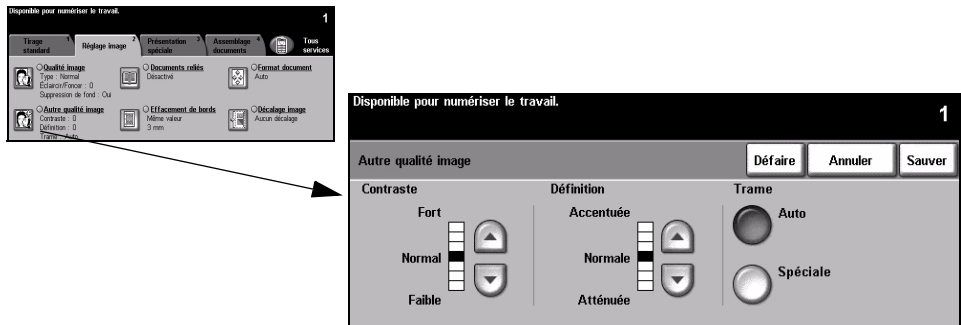 Disponible pour numériser le travail.
1
Tirage standard 1
Réglage image 2
Présentation spéciale 3
Assemblage documents 4
Tous services
Qualité image
Type : Normal
Éclaircir/Foncer : 0
Suppression de fond : Oui
Documents reliés
Désactivé
Format document
Auto
Autre qualité image
Contraste : 0
Définition : 0
Trame : Auto
Effacement de bords
Même valeur
3 mm
Décalage image
Aucun décalage
Disponible pour numériser le travail.
1
Autre qualité image
Défaire
Annuler
Sauver
Contraste
Fort
Normal
Faible
Définition
Accentuée
Normale
Atténuée
Trame
Auto
Spéciale